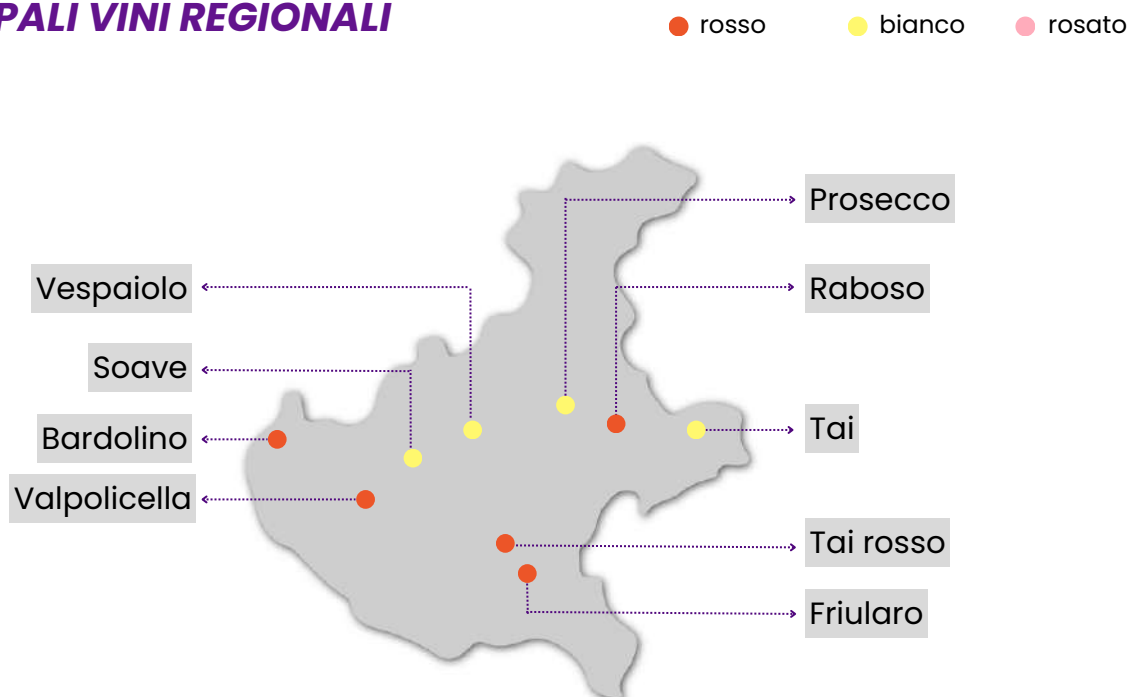 PALI VINI REGIONALI
rosso bianco rosato
Prosecco
Vespaiolo
Raboso
Soave
Bardolino
Tai
Valpolicella
Tai rosso
Friularo